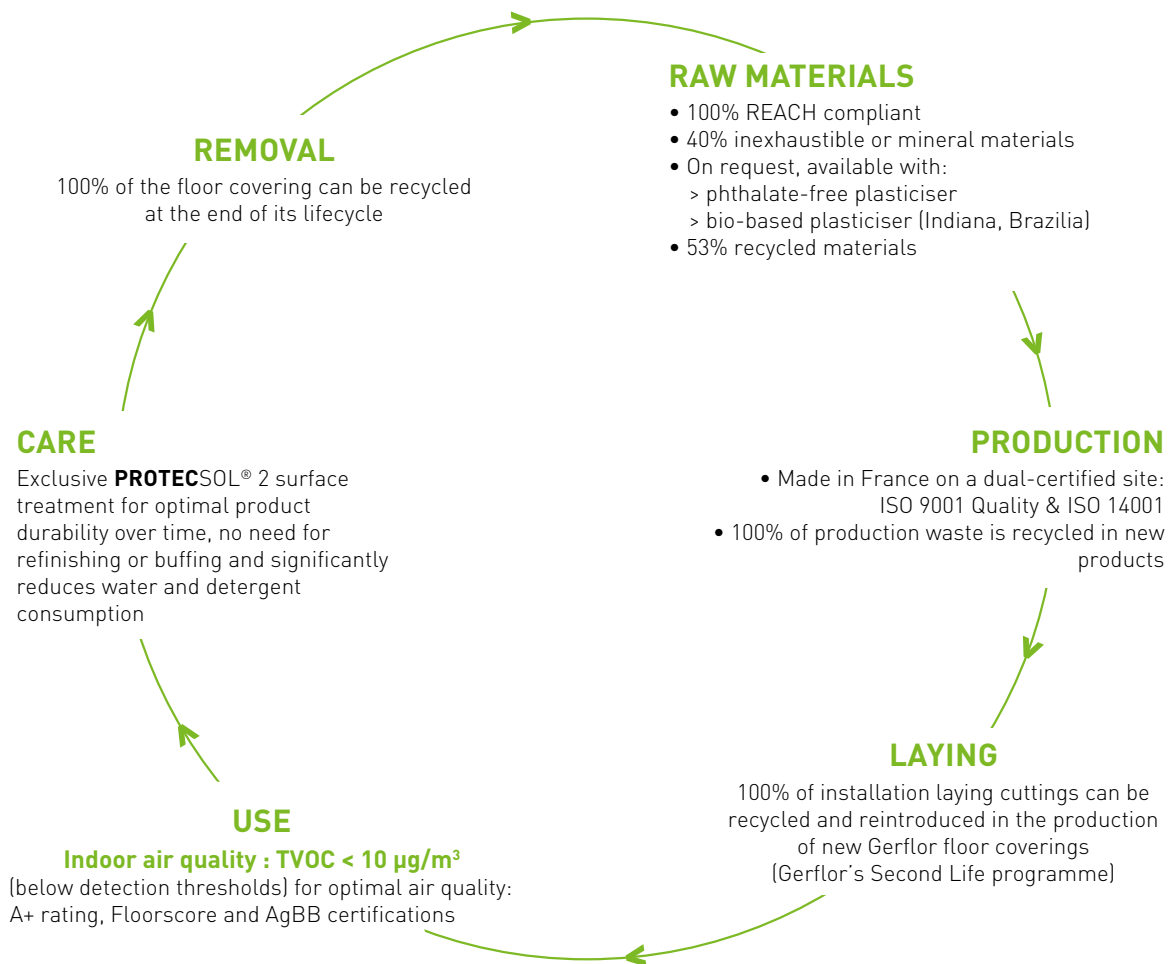 RAW MATERIALS
• 100% REACH compliant
• 40% inexhaustible or mineral materials
• On request, available with:
> phthalate-free plasticiser
> bio-based plasticiser (Indiana, Brazilia)
• 53% recycled materials
PRODUCTION
• Made in France on a dual-certified site:
ISO 9001 Quality & ISO 14001
• 100% of production waste is recycled in new
products
LAYING
100% of installation laying cuttings can be
recycled and reintroduced in the production
of new Gerflor floor coverings
(Gerflor’s Second Life programme)
USE
Indoor air quality : TVOC < 10 µg/m³
(below detection thresholds) for optimal air quality:
A+ rating, Floorscore and AgBB certifications
CARE
Exclusive PROTECSOL® 2 surface
treatment for optimal product
durability over time, no need for
refinishing or buffing and significantly
reduces water and detergent
consumption
REMOVAL
100% of the floor covering can be recycled
at the end of its lifecycle